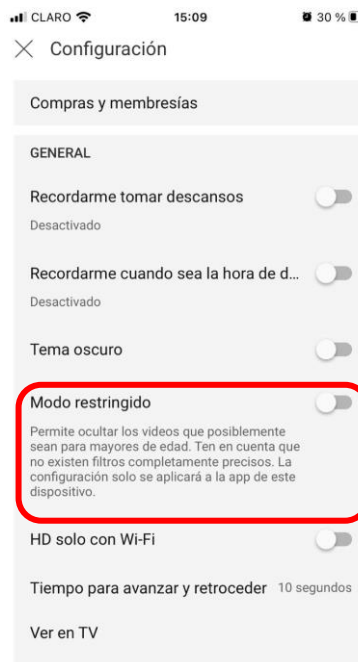 CLARO 15:09 30 %
Configuración
Compras y membresías
GENERAL
Recordarme tomar descansos
Desactivado
Recordarme cuando sea la hora de d...
Desactivado
Tema oscuro
Modo restringido
Permite ocultar los videos que posiblemente
sean para mayores de edad. Ten en cuenta que
no existen filtros completamente precisos. La
configuración solo se aplicará a la app de este
dispositivo.
HD solo con Wi-Fi
Tiempo para avanzar y retroceder 10 segundos
Ver en TV